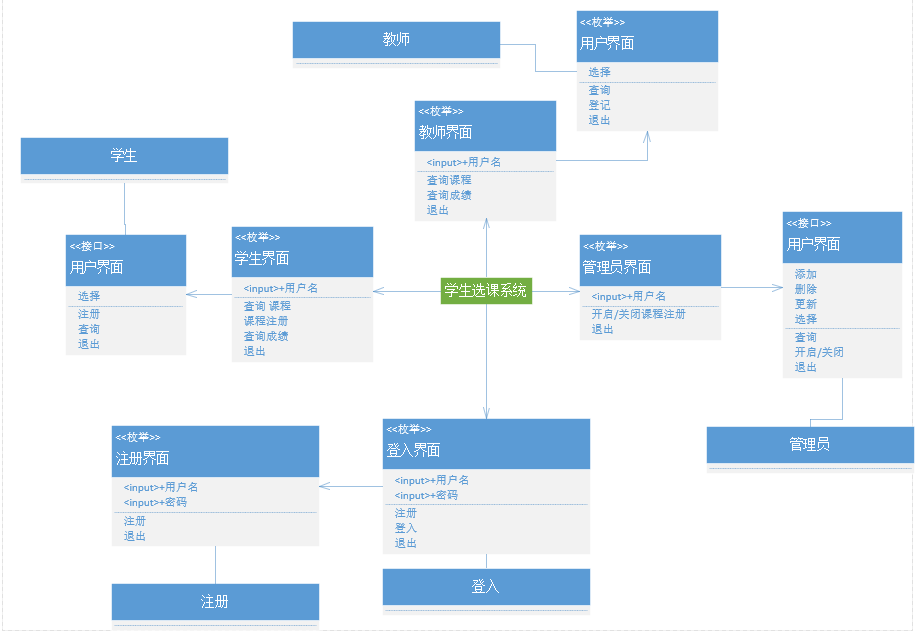 教师
<<枚举>>
用户界面
选择
查询
登记
退出
<<枚举>>
教师界面
<input>+用户名
查询课程
查询成绩
退出
学生
<<接口>>
用户界面
选择
注册
查询
退出
<<枚举>>
学生界面
<input>+用户名
查询 课程
课程注册
查询成绩
退出
学生选课系统
<<枚举>>
管理员界面
<input>+用户名
开启/关闭课程注册
退出
<<接口>>
用户界面
添加
删除
更新
选择
查询
开启/关闭
退出
管理员
<<枚举>>
注册界面
<input>+用户名
<input>+密码
注册
退出
注册
<<枚举>>
登入界面
<input>+用户名
<input>+密码
注册
登入
退出
登入